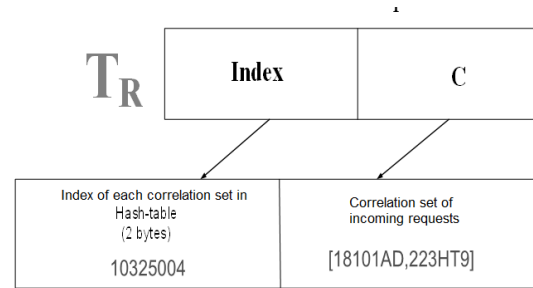 T_R
Index
C
Index of each correlation set in
Hash-table
(2 bytes)
10325004
Correlation set of
incoming requests
[18101AD,223HT9]